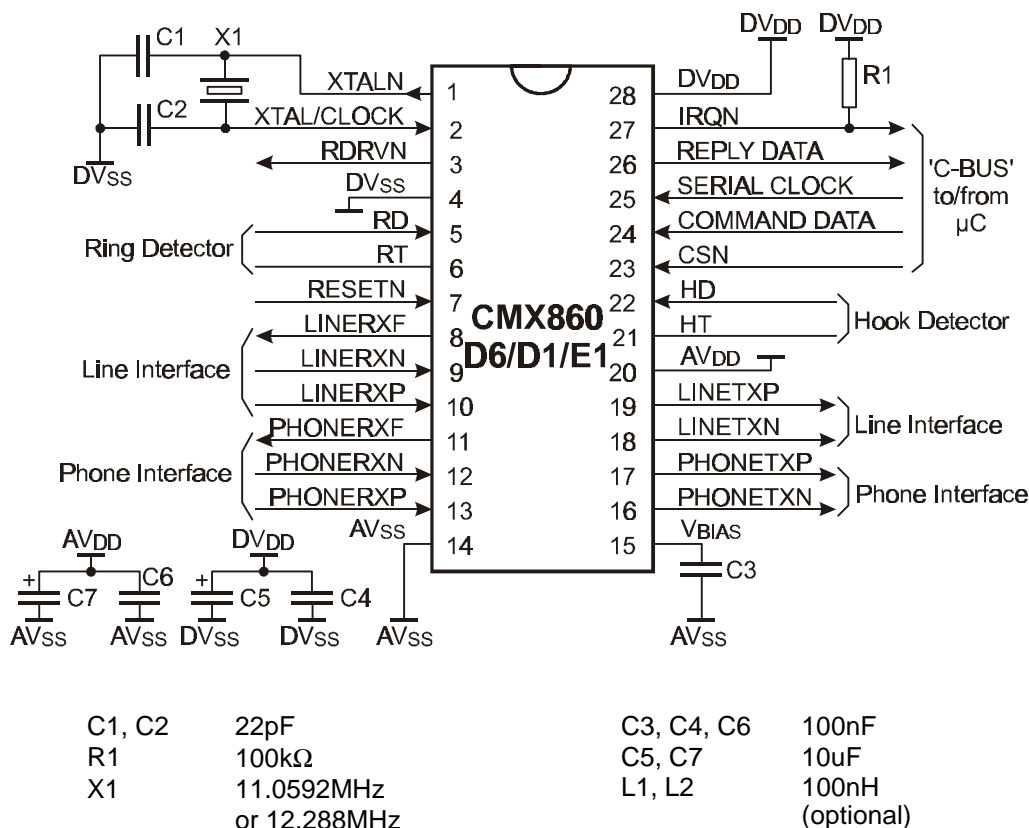 C1 X1
C2
DVSS
XTALN 1
XTAL/CLOCK 2
RDRVN 3
DVSS 4
RD 5
RT 6
Ring Detector
RESETN 7
LINERXF 8
LINERXN 9
LINERXP 10
Line Interface
PHONERXF 11
PHONERXN 12
PHONERXP 13
Phone Interface
AVSS 14
CMX860
D6/D1/E1
DVDD DVDD
R1
28 DVDD
27 IRQN
26 REPLY DATA
25 SERIAL CLOCK
24 COMMAND DATA
23 CSN
'C-BUS'
to/from
µC
22 HD
21 HT
Hook Detector
20 AVDD
19 LINETXP
18 LINETXN
Line Interface
17 PHONETXP
16 PHONETXN
Phone Interface
15 VBIAS
C3
AVSS
AVDD DVDD
+ C7 C6 + C5 C4
AVSS AVSS DVSS DVSS AVSS
C1, C2 22pF C3, C4, C6 100nF
R1 100kΩ C5, C7 10uF
X1 11.0592MHz L1, L2 100nH
or 12.288MHz (optional)